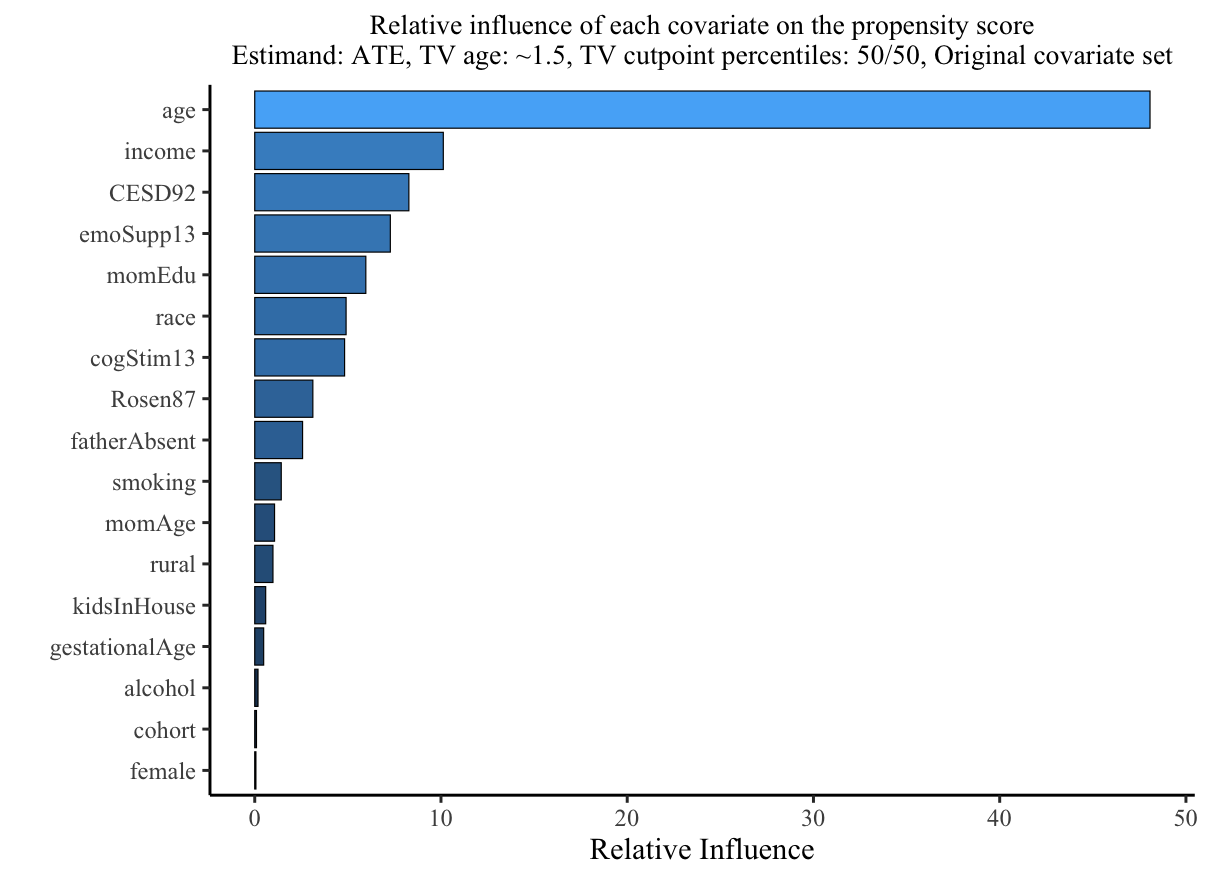 Relative influence of each covariate on the propensity score
Estimand: ATE, TV age: ~1.5, TV cutpoint percentiles: 50/50, Original covariate set
age
income
CESD92
emoSupp13
momEdu
race
cogStim13
Rosen87
fatherAbsent
smoking
momAge
rural
kidsInHouse
gestationalAge
alcohol
cohort
female
0 10 20 30 40 50
Relative Influence